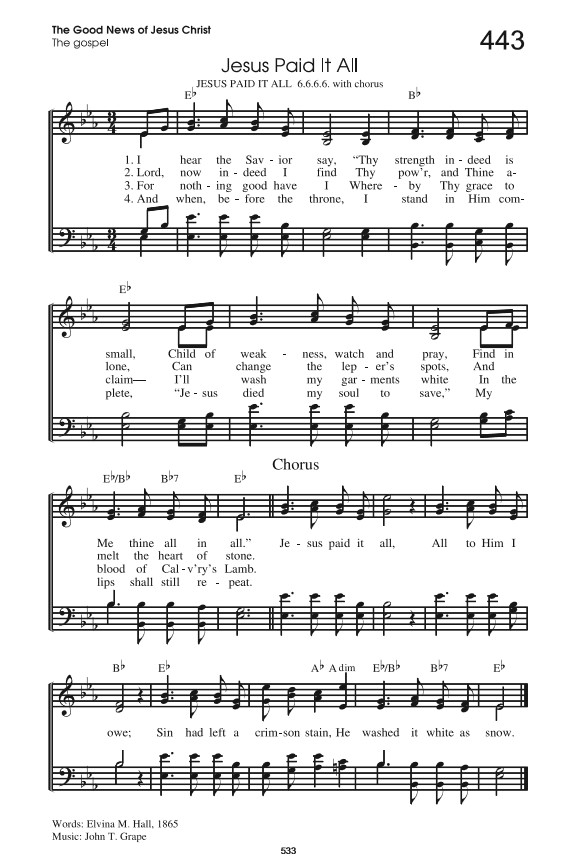 The Good News of Jesus Christ
The gospel
443
Jesus Paid It All
JESUS PAID IT ALL 6.6.6.6. with chorus
E♭ B♭
1. I hear the Sav - ior say, “Thy strength in - deed is
2. Lord, now in - deed I find Thy pow'r, and Thine a-
3. For noth - ing good have I Where - by Thy grace to
4. And when, be - fore the throne, I stand in Him com-
E♭
small, Child of weak - ness, watch and pray, Find in
lone, Can change the lep - er's spots, And
claim— I'll wash my gar - ments white In the
plete, “Je - sus died my soul to save,” My
Chorus
E♭/B♭ B♭7 E♭
Me thine all in all.” Je - sus paid it all, All to Him I
melt the heart of stone.
blood of Cal - v'ry's Lamb.
lips shall still re - peat.
B♭ E♭ A♭ A dim E♭/B♭ B♭7 E♭
owe; Sin had left a crim - son stain, He washed it white as snow.
Words: Elvina M. Hall, 1865
Music: John T. Grape
533